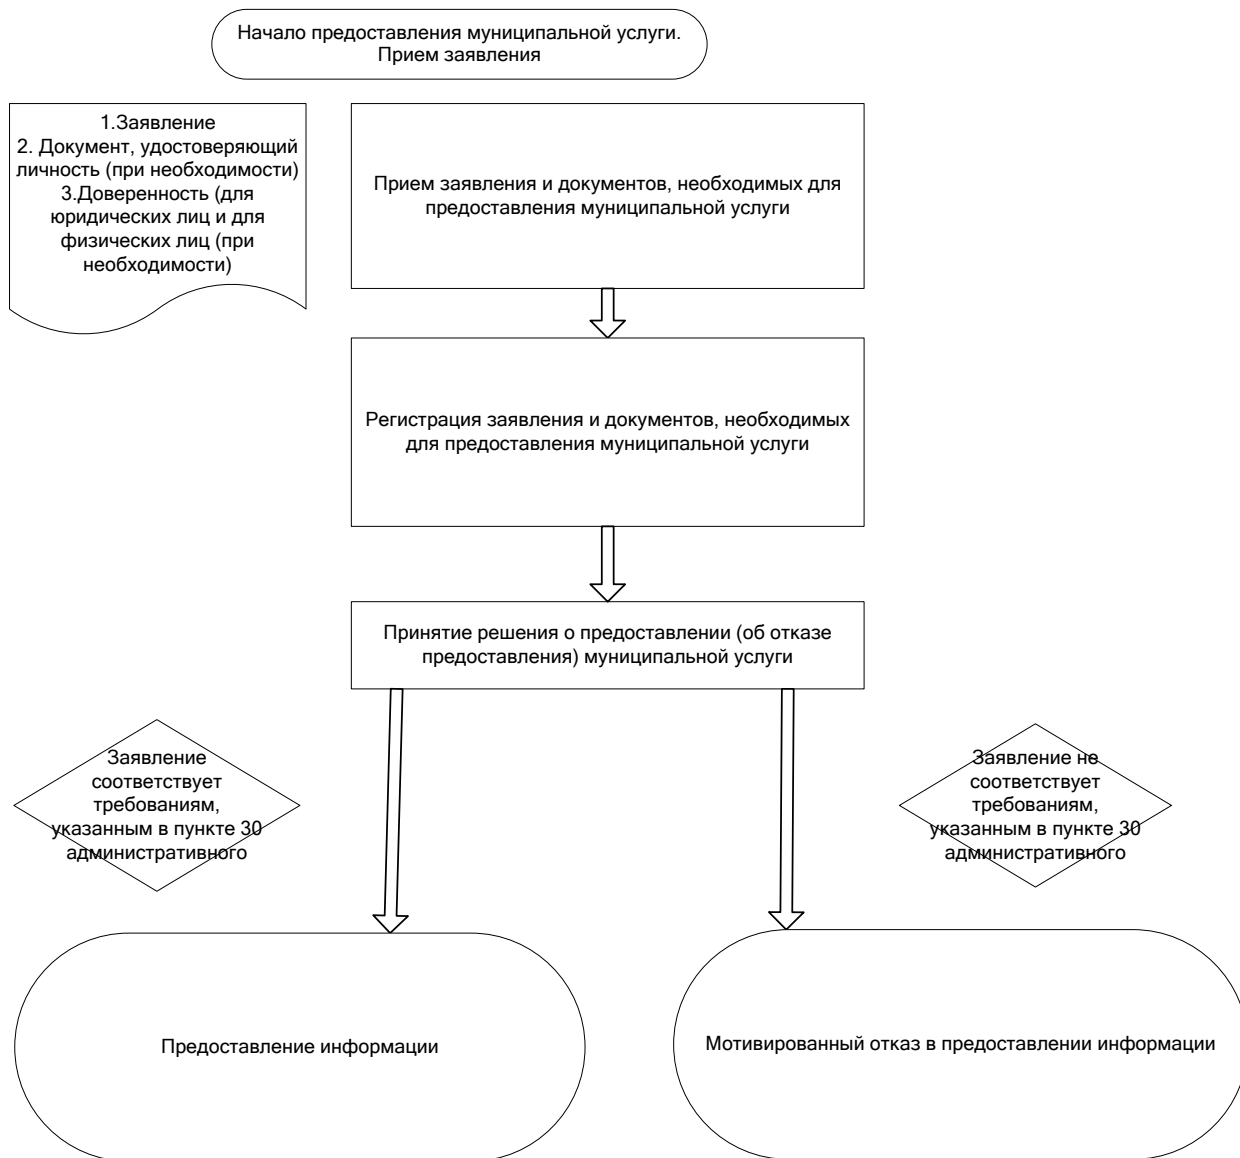 Начало предоставления муниципальной услуги.
Прием заявления
1.Заявление
2. Документ, удостоверяющий
личность (при необходимости)
3.Доверенность (для
юридических лиц и для
физических лиц (при
необходимости)
Прием заявления и документов, необходимых для
предоставления муниципальной услуги
Регистрация заявления и документов, необходимых
для предоставления муниципальной услуги
Принятие решения о предоставлении (об отказе
предоставления) муниципальной услуги
Заявление
соответствует
требованиям,
указанным в пункте 30
административного
Заявление не
соответствует
требованиям,
указанным в пункте 30
административного
Предоставление информации
Мотивированный отказ в предоставлении информации